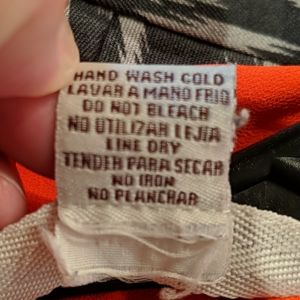 HAND WASH COLD
LAVAR A MANO FRIO
DO NOT BLEACH
NO UTILIZAR LEJIA
LINE DRY
TENDER PARA SECAR
NO IRON
NO PLANCHAR